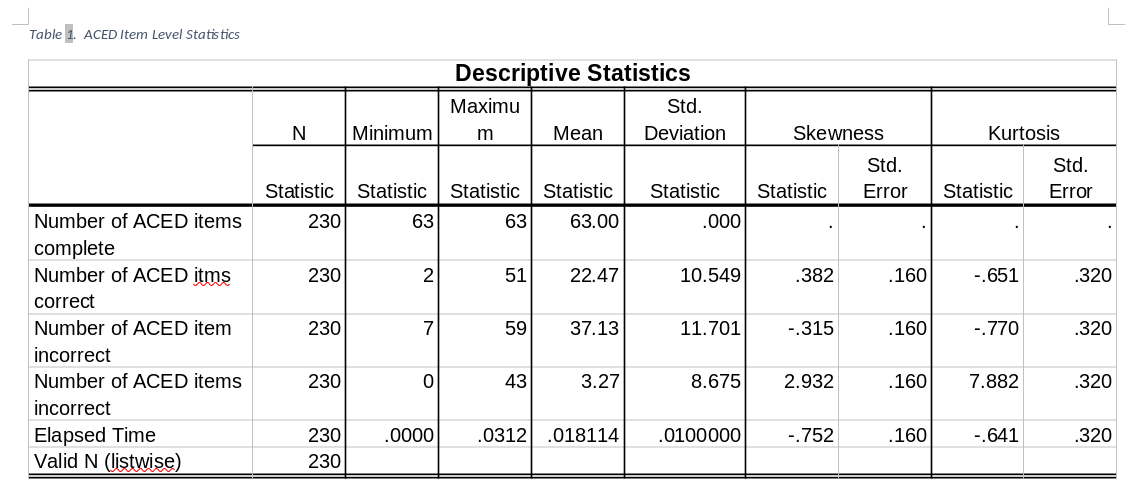 Table 1. ACED Item Level Statistics
Descriptive Statistics
N Minimum Maximu
m Mean Std.
Deviation Skewness Kurtosis
Statistic Statistic Statistic Statistic Statistic Statistic Std.
Error Statistic Std.
Error
Number of ACED items
complete 230 63 63 63.00 .000 . . . .
Number of ACED itms
correct 230 2 51 22.47 10.549 .382 .160 -.651 .320
Number of ACED item
incorrect 230 7 59 37.13 11.701 -.315 .160 -.770 .320
Number of ACED items
incorrect 230 0 43 3.27 8.675 2.932 .160 7.882 .320
Elapsed Time 230 .0000 .0312 .018114 .0100000 -.752 .160 -.641 .320
Valid N (listwise) 230